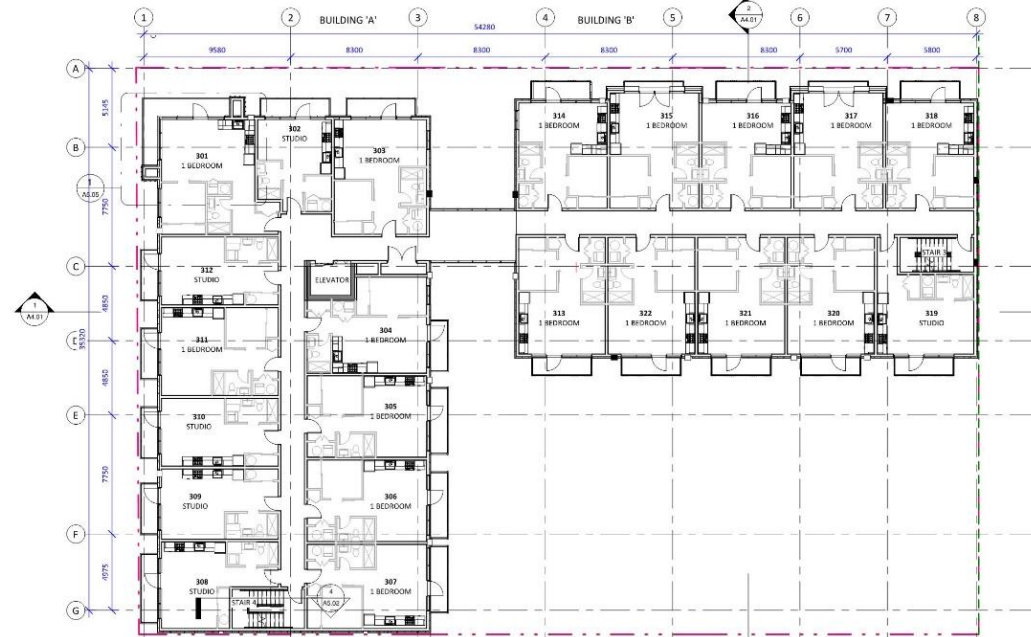 1 2 BUILDING 'A' 3 4 BUILDING 'B' 5 2 A4.01 6 7 8
54280
9580 8300 8300 8300 8300 5700 5800
A
5145
B
1
A5.05
7750
C
4850
1
A4.01
35320
4850
E
7750
F
4975
G
301
1 BEDROOM
302
STUDIO
303
1 BEDROOM
314
1 BEDROOM
315
1 BEDROOM
316
1 BEDROOM
317
1 BEDROOM
318
1 BEDROOM
312
STUDIO
ELEVATOR
STAIR
311
1 BEDROOM
304
1 BEDROOM
313
1 BEDROOM
322
1 BEDROOM
321
1 BEDROOM
320
1 BEDROOM
319
STUDIO
310
STUDIO
305
1 BEDROOM
309
STUDIO
306
1 BEDROOM
308
STUDIO
STAIR 4
4
A5.02
307
1 BEDROOM